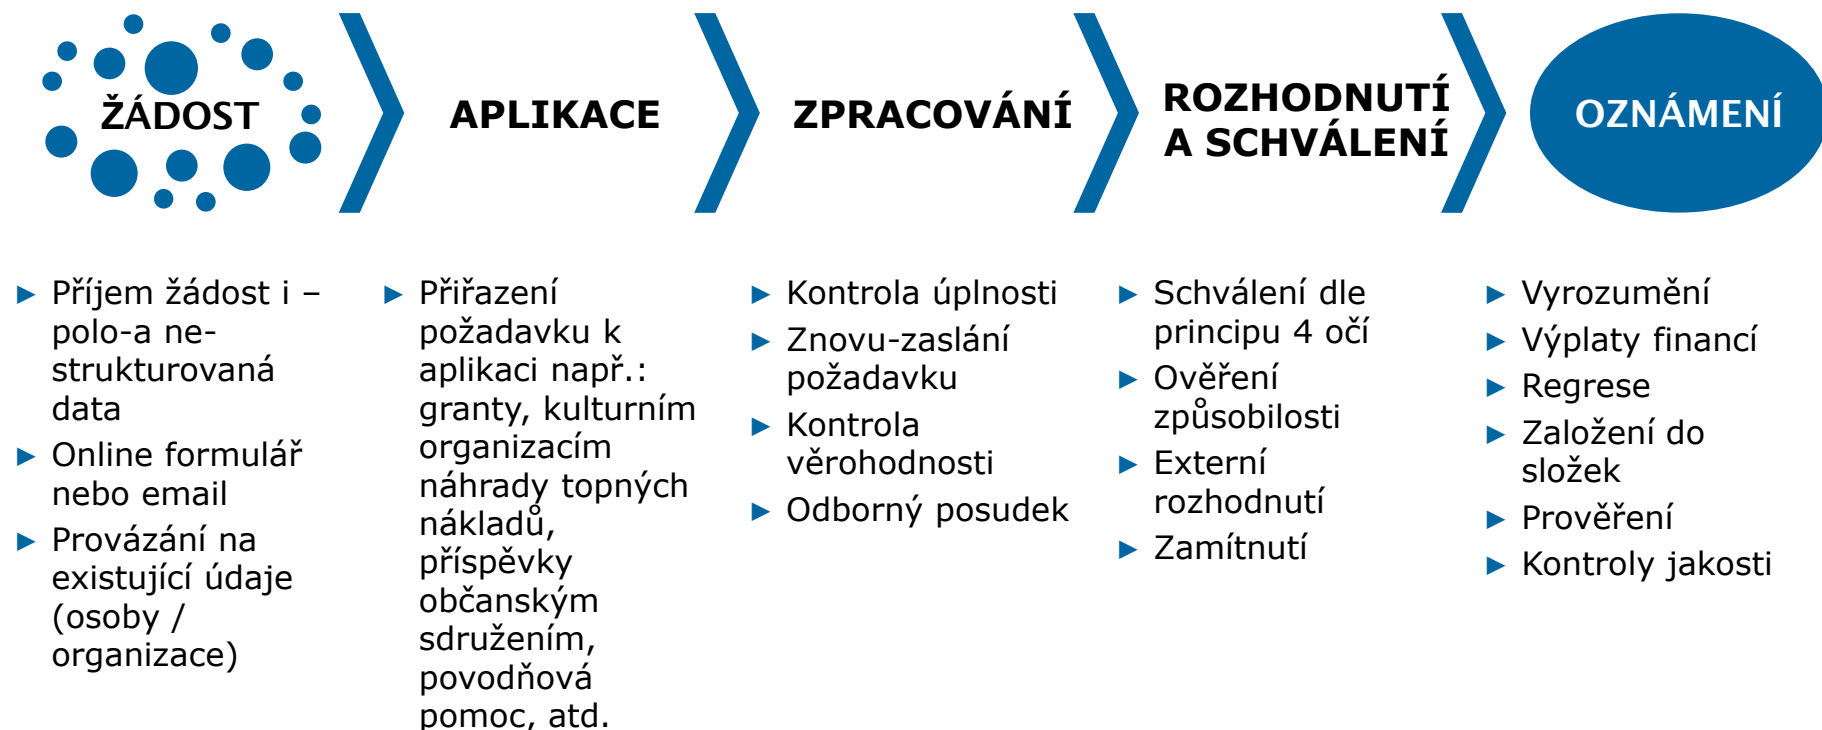 ŽÁDOST
APLIKACE
ZPRACOVÁNÍ
ROZHODNUTÍ
A SCHVÁLENÍ
OZNÁMENÍ
► Příjem žádost i –
polo-a ne-
strukturovaná
data
► Online formulář
nebo email
► Provázání na
existující údaje
(osoby /
organizace)
► Přiřazení
požadavku k
aplikaci např.:
granty, kulturním
organizacím
náhrady topných
nákladů,
příspěvky
občanským
sdružením,
povodňová
pomoc, atd.
► Kontrola úplnosti
► Znovu-zaslání
požadavku
► Kontrola
věrohodnosti
► Odborný posudek
► Schválení dle
principu 4 očí
► Ověření
způsobilosti
► Externí
rozhodnutí
► Zamítnutí
► Vyrozumění
► Výplaty financí
► Regrese
► Založení do
složek
► Prověření
► Kontroly jakosti